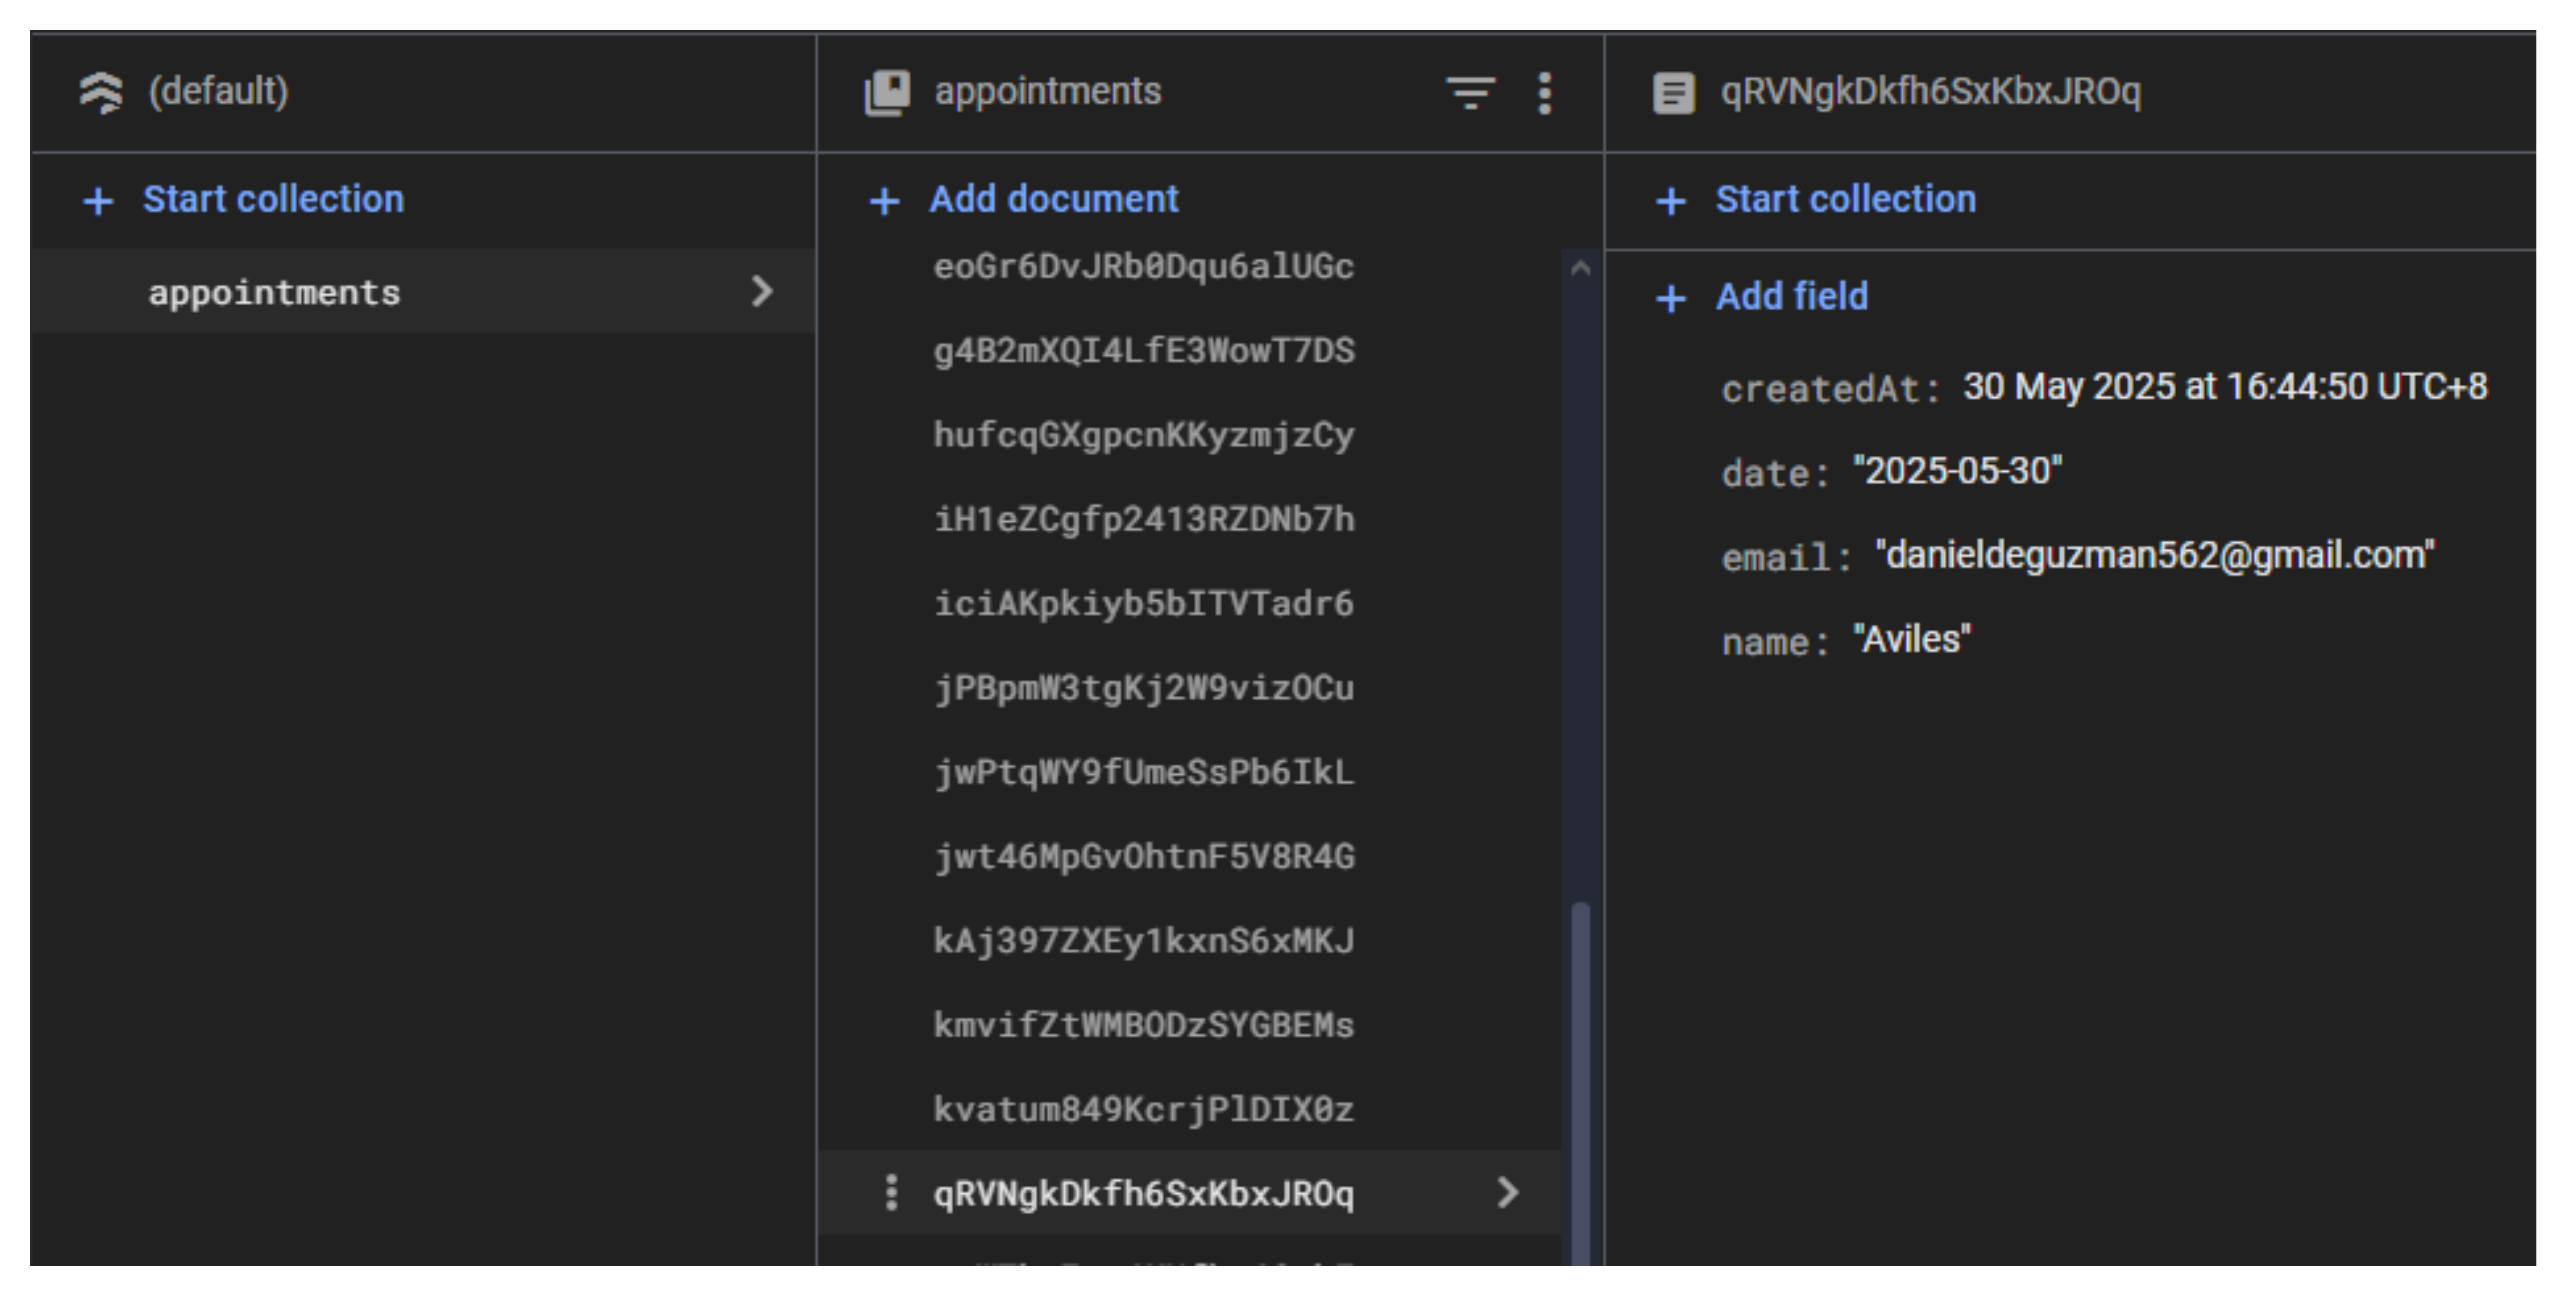 (default)
Start collection
appointments
appointments
Add document
eoGr6DvJRb0Dqu6alUGc
g4B2mXQI4LfE3WowT7DS
hufcqGXgpcnKKyzmjzCy
iH1eZCgfp2413RZDNb7h
iciAKpkiyb5bITVTadr6
jPBpmW3tgKj2W9vizOCu
jwPtqWY9fUmeSsPb6IkL
jwt46MpGvOhtnF5V8R4G
kAj397ZXEy1kxnS6xMKJ
kmvifZtWMBODzSYGBEMs
kvatum849KcrjPlDIX0z
qRVNgkDkfh6SxKbxJROq
qRVNgkDkfh6SxKbxJROq
Start collection
Add field
createdAt: 30 May 2025 at 16:44:50 UTC+8
date: "2025-05-30"
email: "danieldeguzman562@gmail.com"
name: "Aviles"